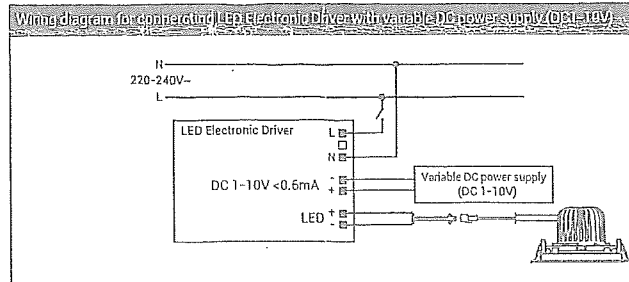 Wiring diagram for connecting LED Electronic Driver with variable DC power supply (DC1-10V)
N
220-240V~
L
LED Electronic Driver
L
N
DC 1-10V <0.6mA
-
+
Variable DC power supply
(DC 1-10V)
LED
+
-